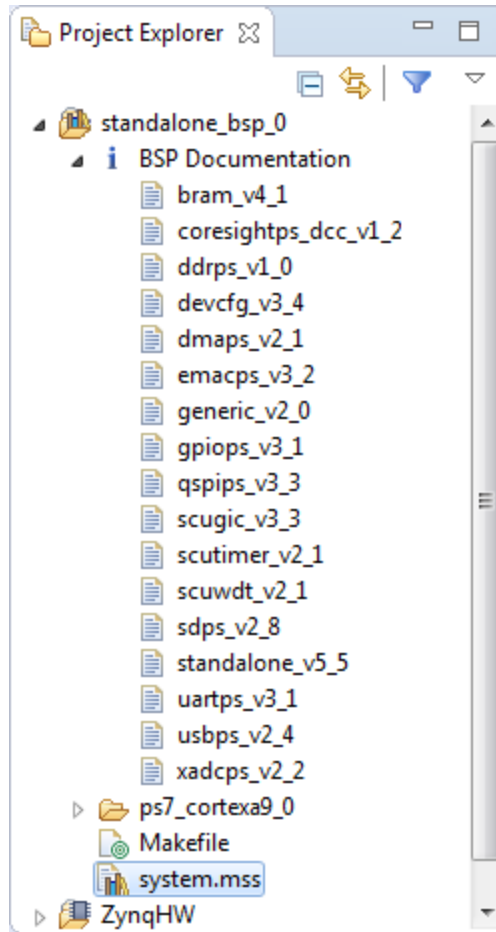 Project Explorer
standalone_bsp_0
BSP Documentation
bram_v4_1
coresightps_dcc_v1_2
ddrps_v1_0
devcfg_v3_4
dmaps_v2_1
emacps_v3_2
generic_v2_0
gpiops_v3_1
qspips_v3_3
scugic_v3_3
scutimer_v2_1
scuwdt_v2_1
sdps_v2_8
standalone_v5_5
uartps_v3_1
usbps_v2_4
xadcps_v2_2
ps7_cortexa9_0
Makefile
system.mss
ZynqHW